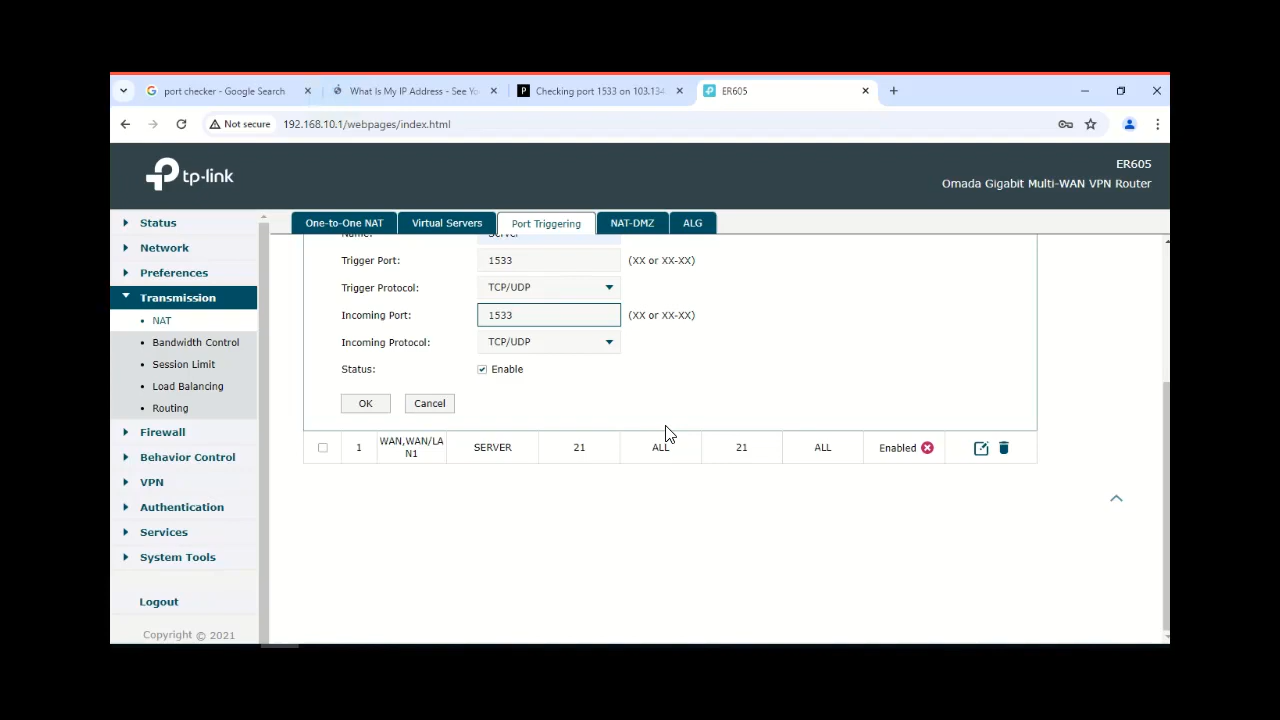 port checker - Google Search
What Is My IP Address - See Yo
Checking port 1533 on 103.134
ER605
Not secure
192.168.10.1/webpages/index.html
tp-link
ER605
Omada Gigabit Multi-WAN VPN Router
Status
Network
Preferences
Transmission
NAT
Bandwidth Control
Session Limit
Load Balancing
Routing
Firewall
Behavior Control
VPN
Authentication
Services
System Tools
Logout
Copyright © 2021
One-to-One NAT
Virtual Servers
Port Triggering
NAT-DMZ
ALG
Name: Server
Trigger Port: 1533 (XX or XX-XX)
Trigger Protocol: TCP/UDP
Incoming Port: 1533 (XX or XX-XX)
Incoming Protocol: TCP/UDP
Status: Enable
OK Cancel
1 WAN,WAN/LA
N1 SERVER 21 ALL 21 ALL Enabled